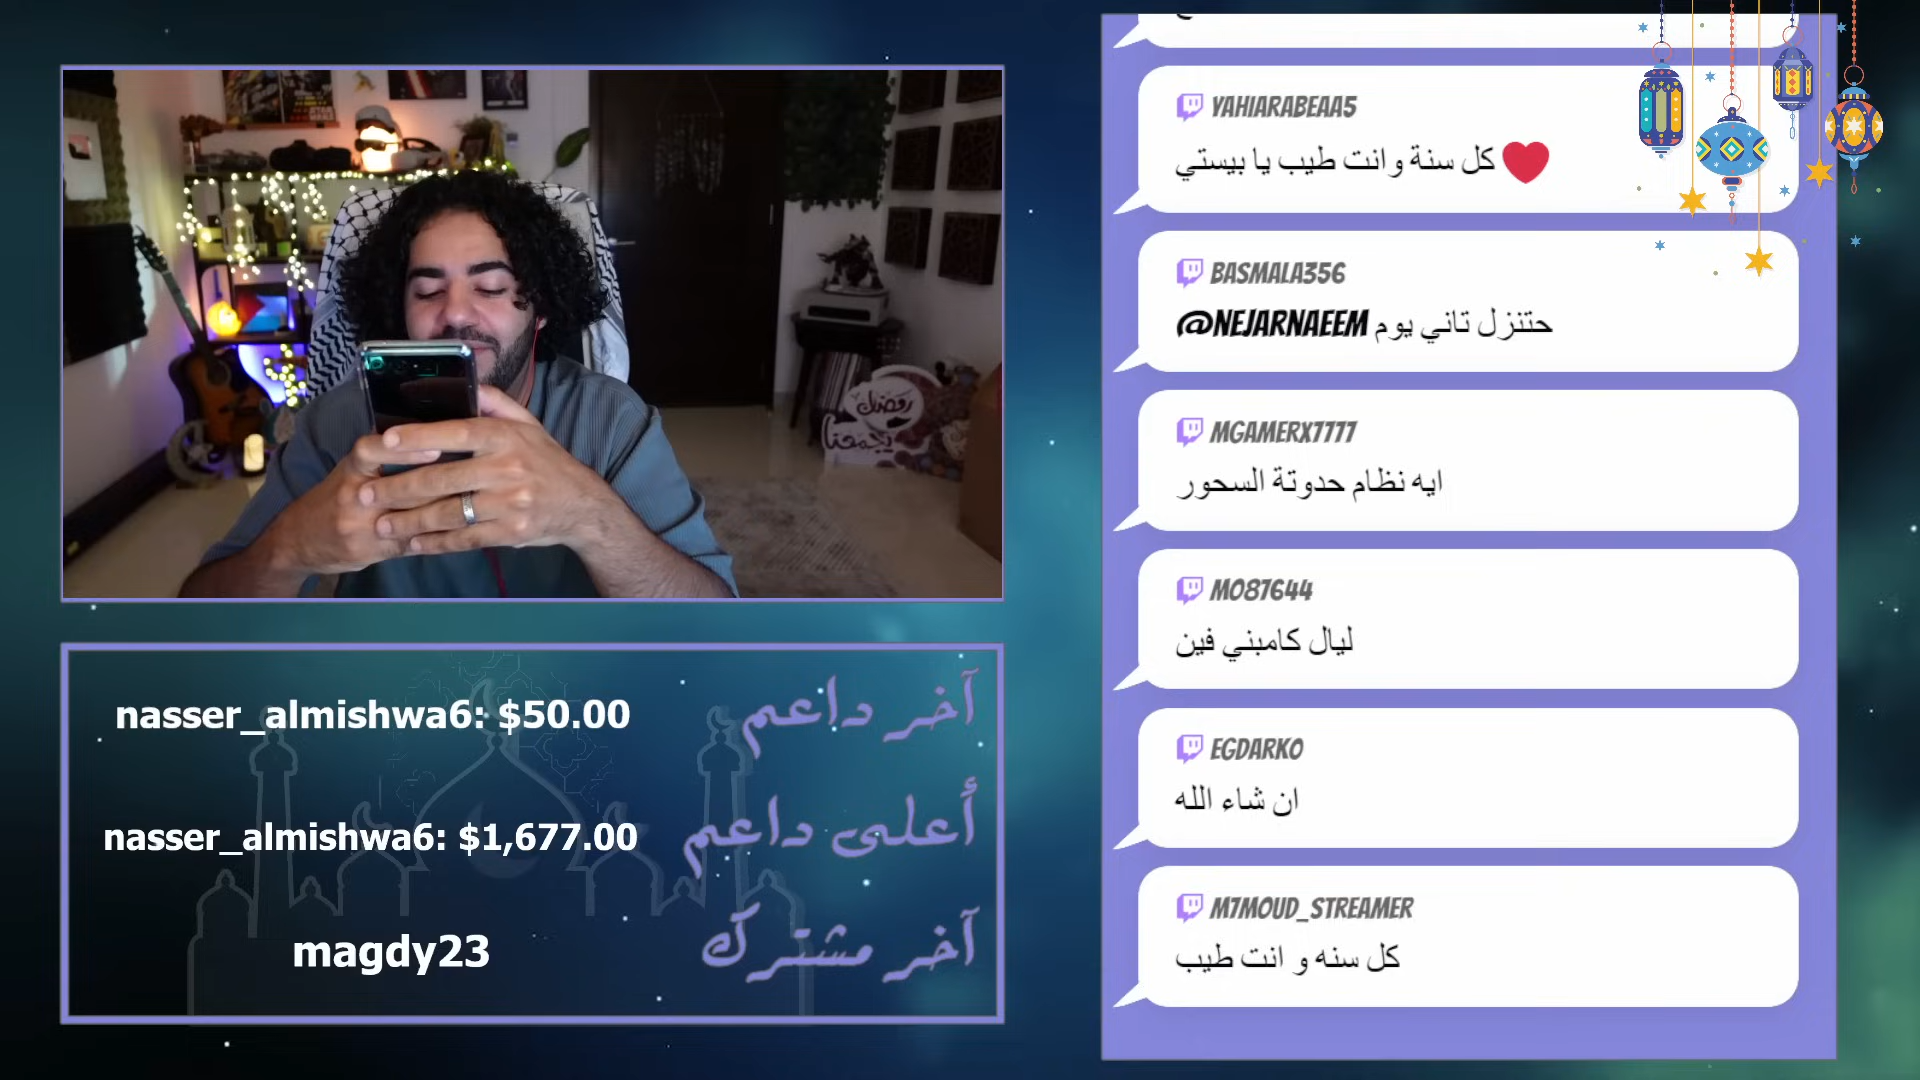 YAHIARABEAA5
كل سنة وانت طيب يا بيستي
BASMALA356
@NEJARNAEEM حتنزل تاني يوم
MGAMERX7777
ايه نظام حدوتة السحور
MO87644
ليال كامبني فين
EGDARKO
ان شاء الله
M7MOUD_STREAMER
كل سنه و انت طيب
رمضان
يجمعنا
آخر داعم
nasser_almishwa6: $50.00
أعلى داعم
nasser_almishwa6: $1,677.00
آخر مشترك
magdy23